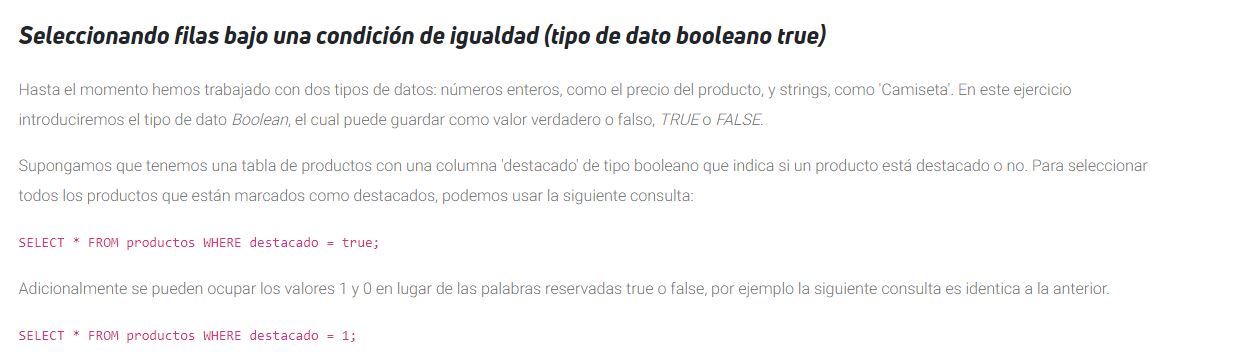 Seleccionando filas bajo una condición de igualdad (tipo de dato booleano true)
Hasta el momento hemos trabajado con dos tipos de datos: números enteros, como el precio del producto, y strings, como 'Camiseta'. En este ejercicio
introduciremos el tipo de dato Boolean, el cual puede guardar como valor verdadero o falso, TRUE o FALSE.
Supongamos que tenemos una tabla de productos con una columna 'destacado' de tipo booleano que indica si un producto está destacado o no. Para seleccionar
todos los productos que están marcados como destacados, podemos usar la siguiente consulta:
SELECT * FROM productos WHERE destacado = true;
Adicionalmente se pueden ocupar los valores 1 y 0 en lugar de las palabras reservadas true o false, por ejemplo la siguiente consulta es identica a la anterior.
SELECT * FROM productos WHERE destacado = 1;